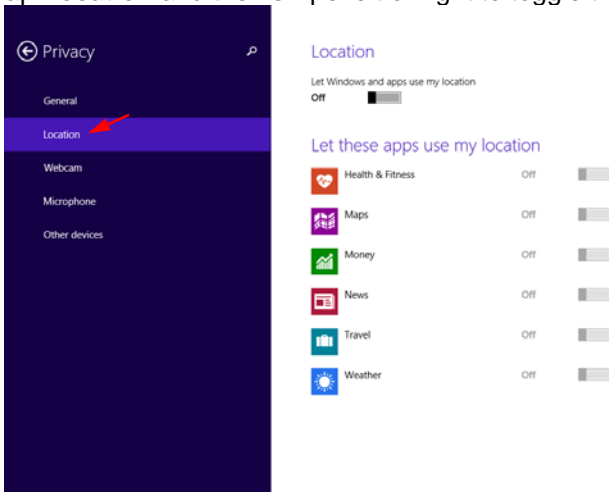 Privacy
General
Location
Webcam
Microphone
Other devices
Location
Let Windows and apps use my location
Off
Let these apps use my location
Health & Fitness Off
Maps Off
Money Off
News Off
Travel Off
Weather Off